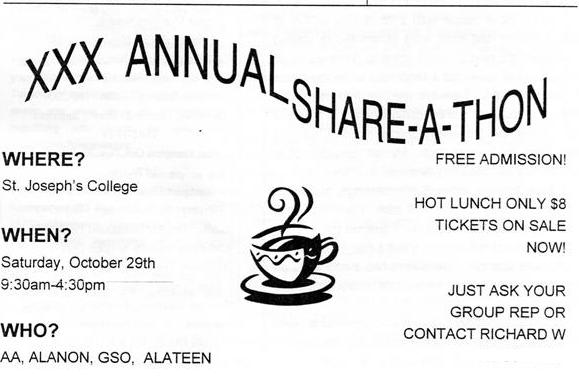 XXX ANNUAL SHARE-A-THON
WHERE?
St. Joseph's College
WHEN?
Saturday, October 29th
9:30am-4:30pm
WHO?
AA, ALANON, GSO, ALATEEN
FREE ADMISSION!
HOT LUNCH ONLY $8
TICKETS ON SALE
NOW!
JUST ASK YOUR
GROUP REP OR
CONTACT RICHARD W